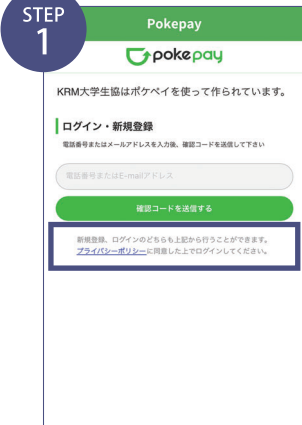 STEP
1
Pokepay
pokepay
KRM大学生協はポケペイを使って作られています。
ログイン・新規登録
電話番号またはメールアドレスを入力後、確認コードを送信して下さい
電話番号またはE-mailアドレス
確認コードを送信する
新規登録、ログインのどちらも上記から行うことができます。
プライバシーポリシーに同意した上でログインしてください。